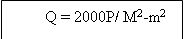 Q = 2000P/ M²-m²